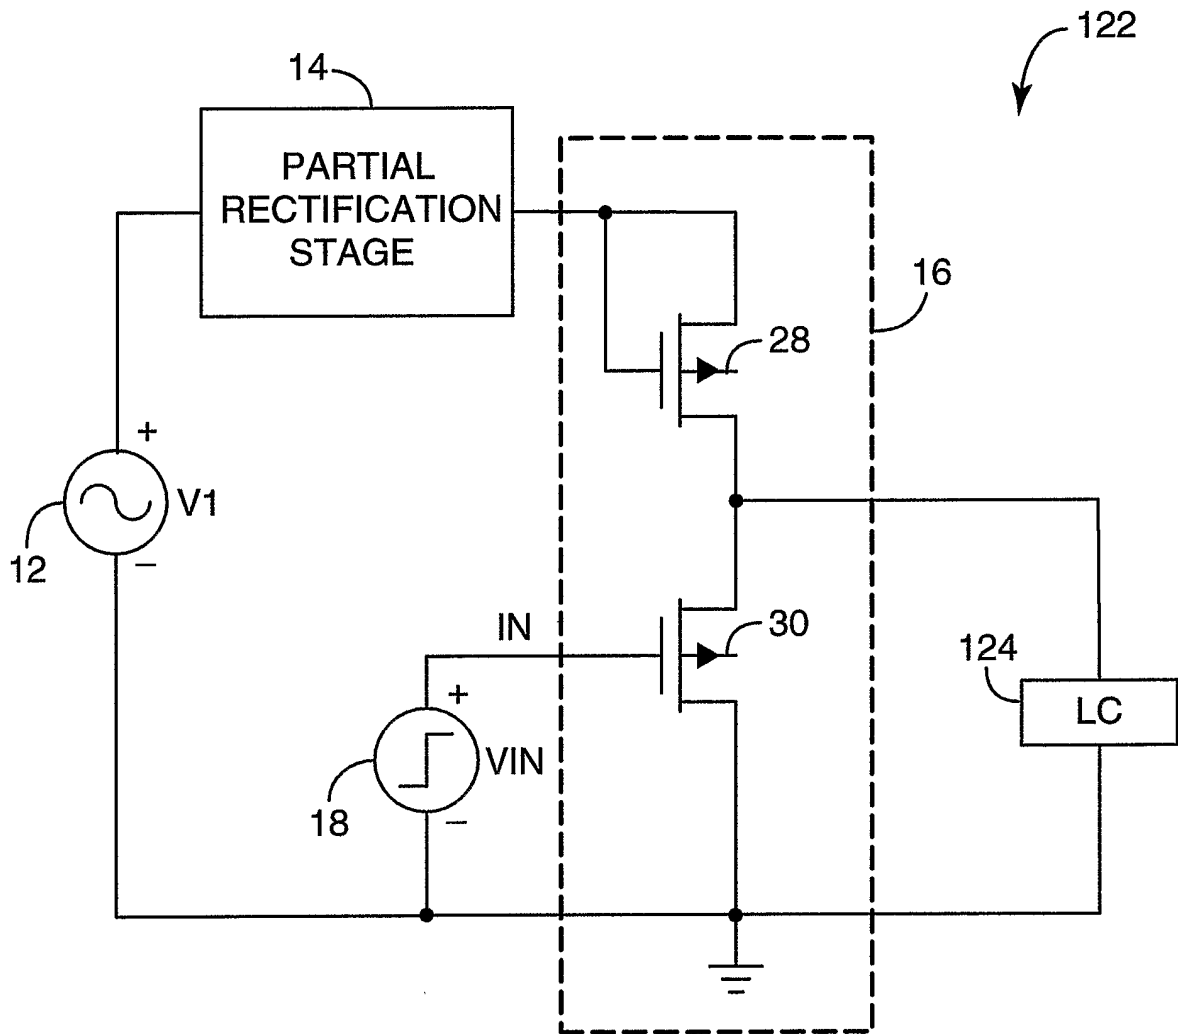 122
14
PARTIAL
RECTIFICATION
STAGE
16
28
+
V1
12
−
IN
30
124
LC
+
VIN
18
−